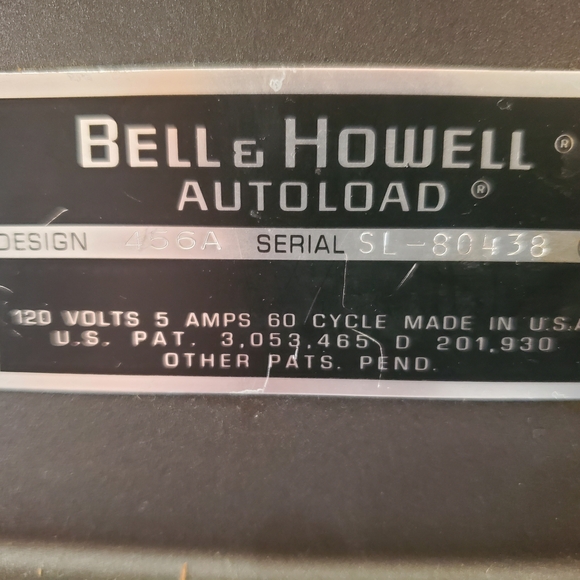 BELL & HOWELL ®
AUTOLOAD ®
DESIGN 456A SERIAL SL-80438
120 VOLTS 5 AMPS 60 CYCLE MADE IN U.S.A
U.S. PAT. 3,053,465 D 201,930
OTHER PATS. PEND.